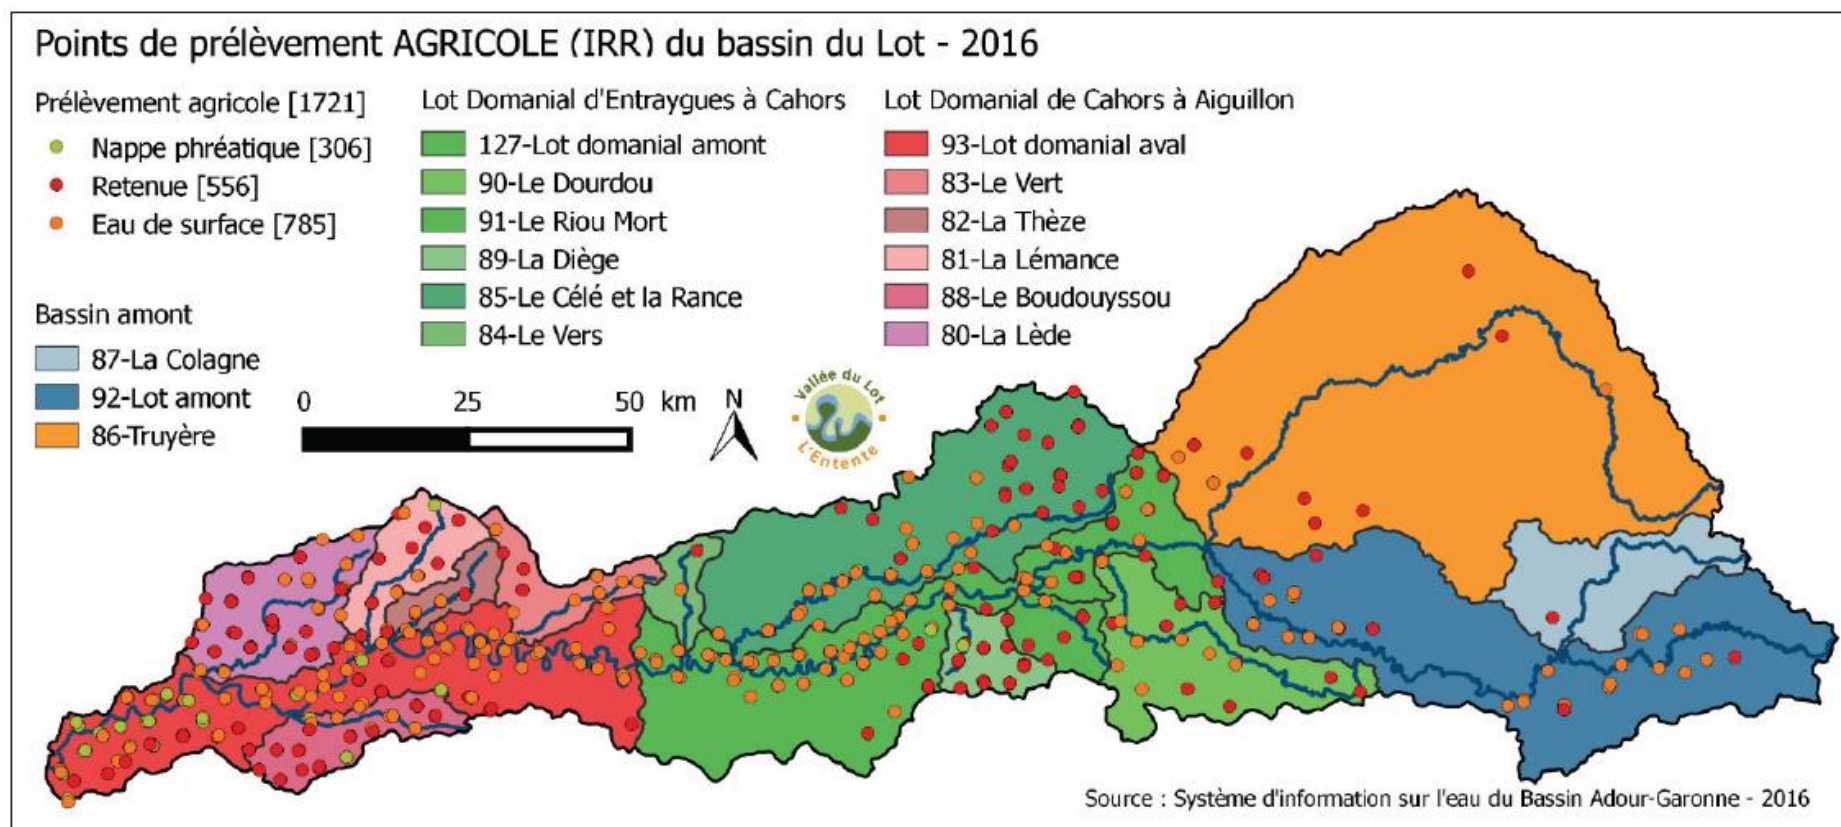 Points de prélèvement AGRICOLE (IRR) du bassin du Lot - 2016
Prélèvement agricole [1721]
Nappe phréatique [306]
Retenue [556]
Eau de surface [785]
Bassin amont
87-La Colagne
92-Lot amont
86-Truyère
Lot Domanial d'Entraygues à Cahors
127-Lot domanial amont
90-Le Dourdou
91-Le Riou Mort
89-La Diège
85-Le Célé et la Rance
84-Le Vers
Lot Domanial de Cahors à Aiguillon
93-Lot domanial aval
83-Le Vert
82-La Thèze
81-La Lémance
88-Le Boudouyssou
80-La Lède
0 25 50 km
N
Vallée du Lot
L'Entente
Source : Système d'information sur l'eau du Bassin Adour-Garonne - 2016